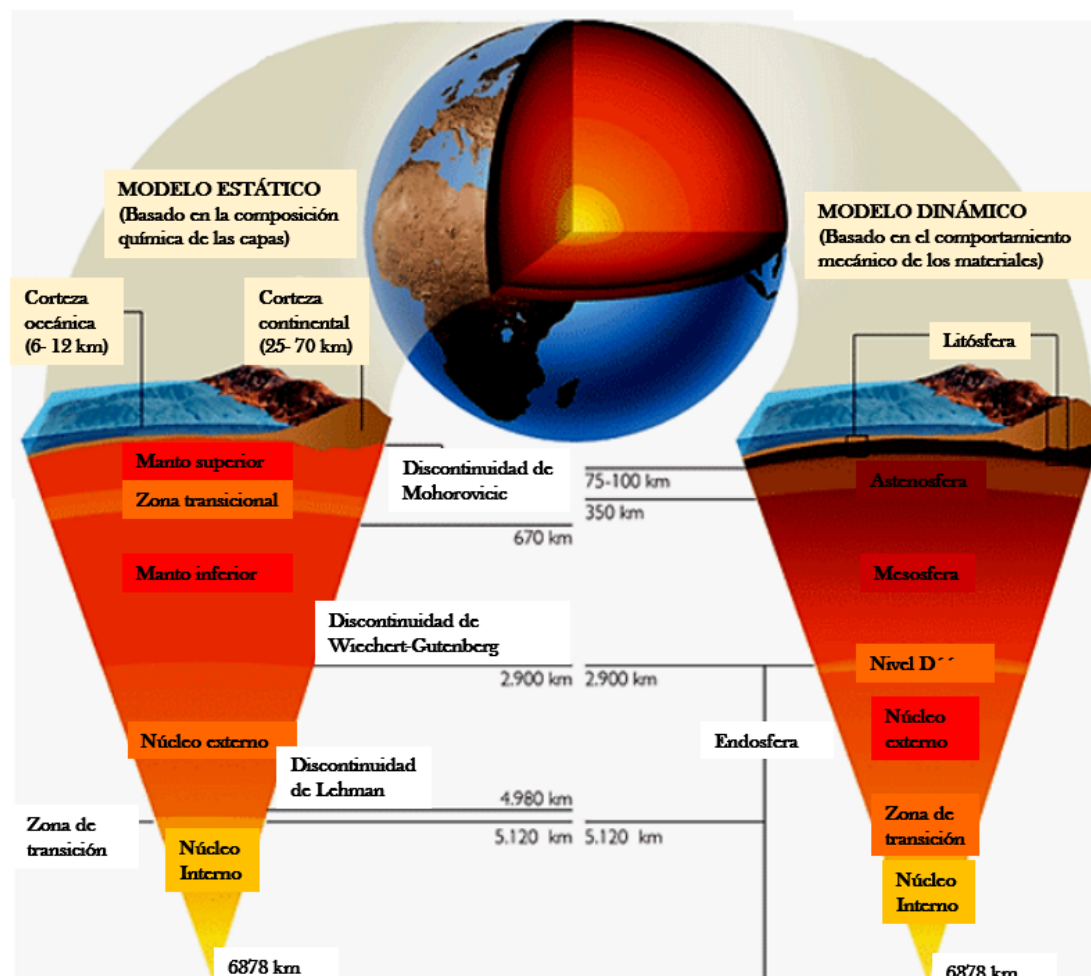 MODELO ESTÁTICO
(Basado en la composición
química de las capas)
MODELO DINÁMICO
(Basado en el comportamiento
mecánico de los materiales)
Corteza
oceánica
(6- 12 km)
Corteza
continental
(25- 70 km)
Litósfera
Manto superior
Zona transicional
Manto inferior
Discontinuidad de
Mohorovicic
75-100 km
350 km
670 km
Astenosfera
Mesosfera
Discontinuidad de
Wiechert-Gutenberg
2.900 km
2.900 km
Nivel D´´
Núcleo externo
Núcleo
externo
Endosfera
Discontinuidad
de Lehman
4.980 km
5.120 km
5.120 km
Zona de
transición
Zona de
transición
Núcleo
Interno
Núcleo
Interno
6878 km
6878 km